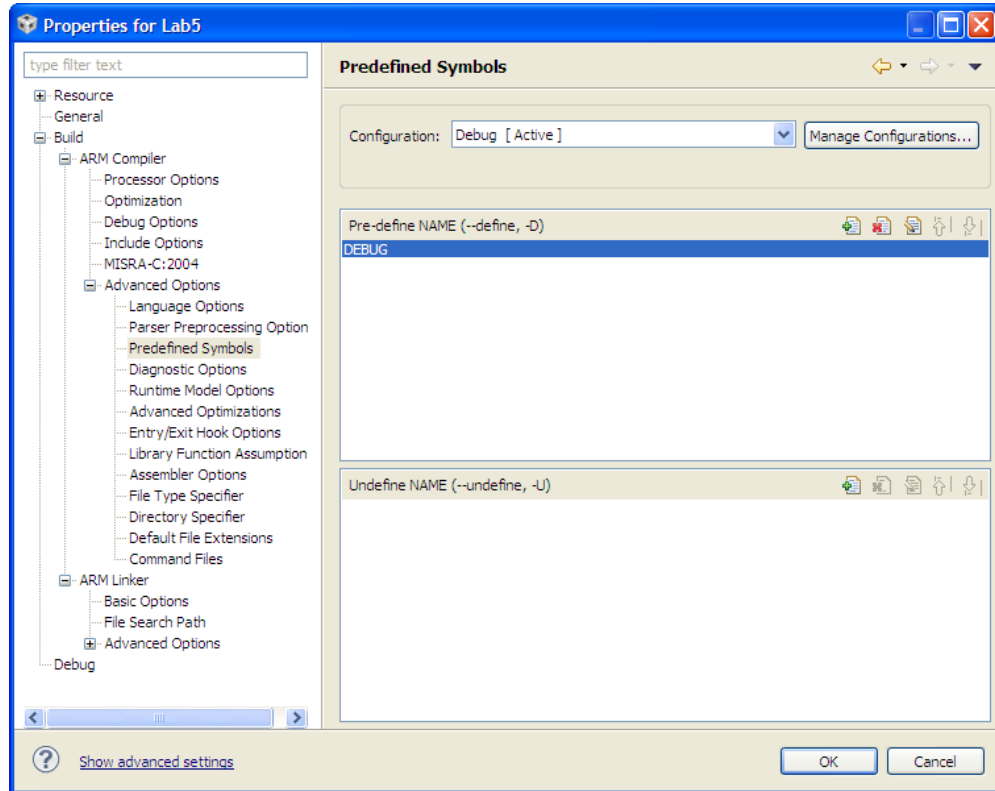 Properties for Lab5
type filter text
Resource
General
Build
ARM Compiler
Processor Options
Optimization
Debug Options
Include Options
MISRA-C:2004
Advanced Options
Language Options
Parser Preprocessing Option
Predefined Symbols
Diagnostic Options
Runtime Model Options
Advanced Optimizations
Entry/Exit Hook Options
Library Function Assumption
Assembler Options
File Type Specifier
Directory Specifier
Default File Extensions
Command Files
ARM Linker
Basic Options
File Search Path
Advanced Options
Debug
Predefined Symbols
Configuration: Debug [ Active ] Manage Configurations...
Pre-define NAME (--define, -D)
DEBUG
Undefine NAME (--undefine, -U)
Show advanced settings
OK Cancel